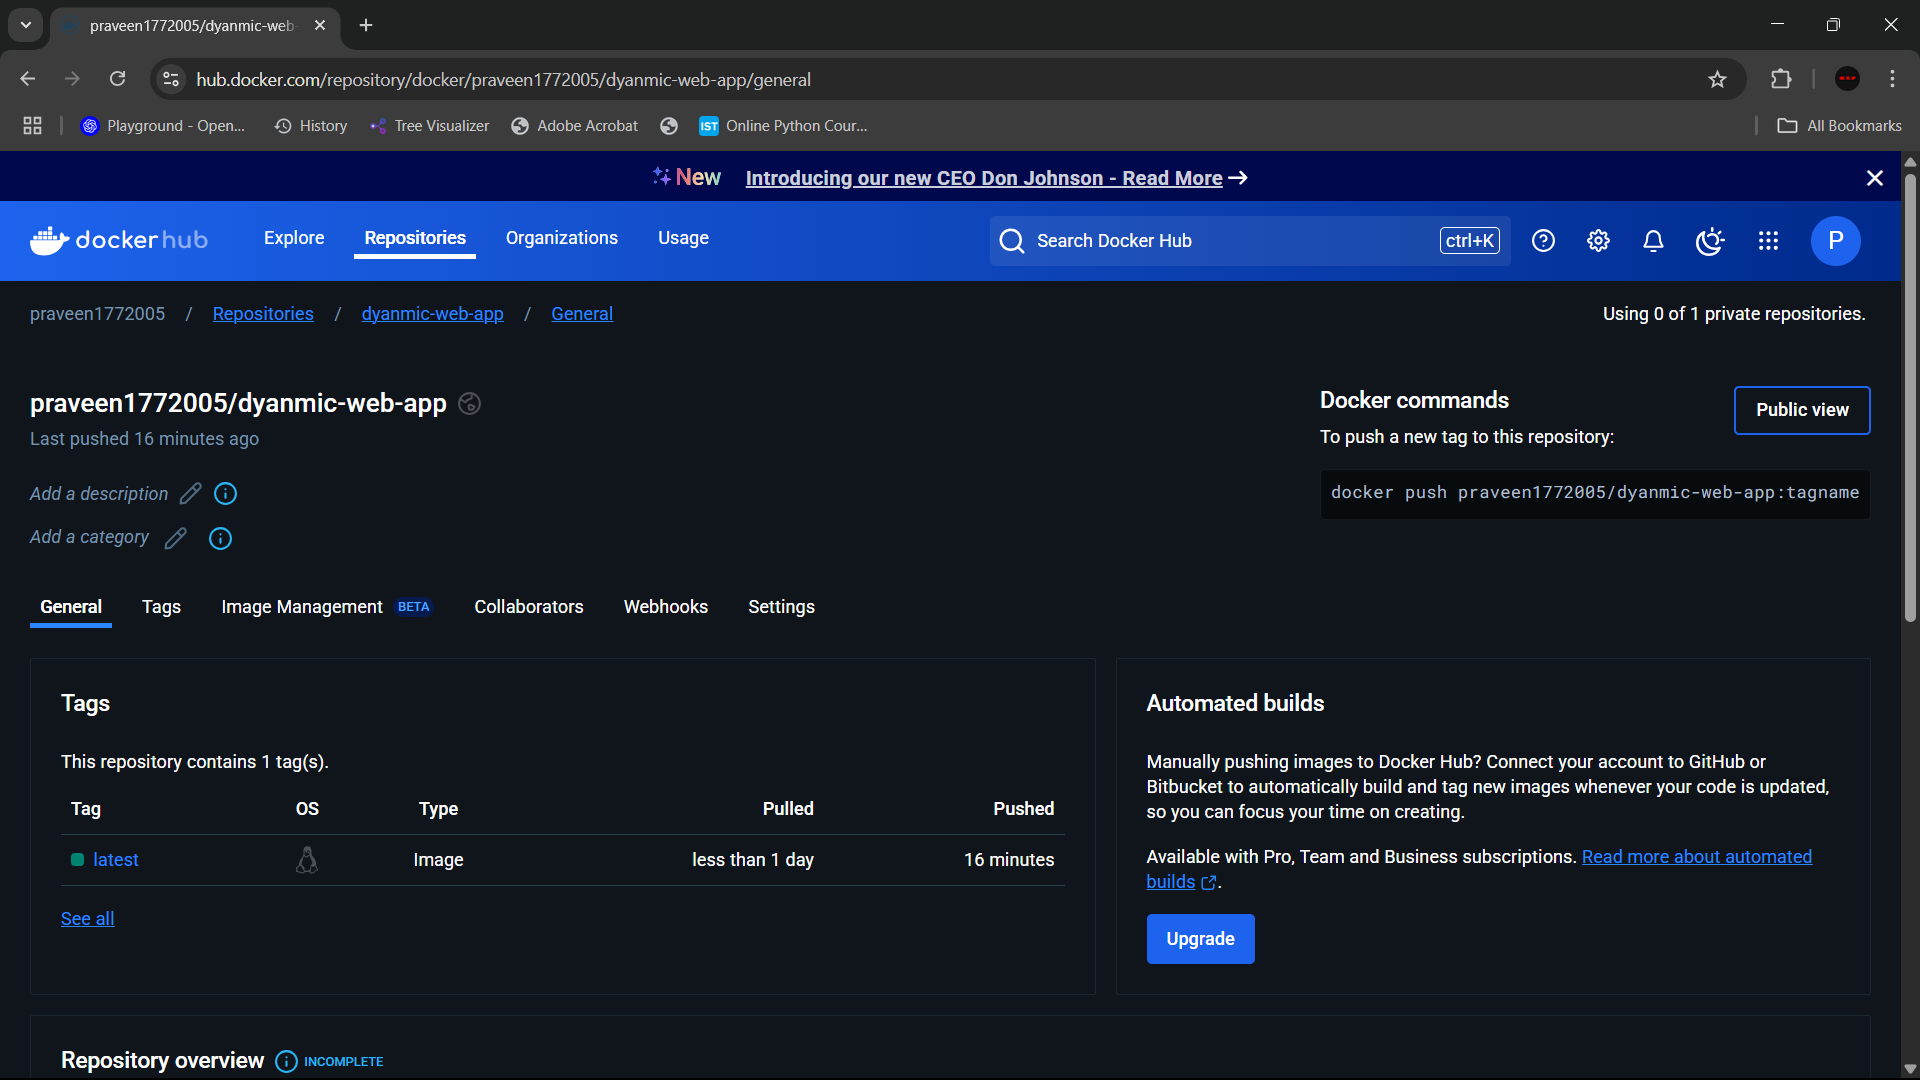 praveen1772005/dyanmic-web-
hub.docker.com/repository/docker/praveen1772005/dyanmic-web-app/general
Playground - Open...
History
Tree Visualizer
Adobe Acrobat
IST
Online Python Cour...
All Bookmarks
New
Introducing our new CEO Don Johnson - Read More
dockerhub
Explore
Repositories
Organizations
Usage
Search Docker Hub
ctrl+K
P
praveen1772005 / Repositories / dyanmic-web-app / General
Using 0 of 1 private repositories.
praveen1772005/dyanmic-web-app
Last pushed 16 minutes ago
Add a description
Add a category
Docker commands
To push a new tag to this repository:
Public view
docker push praveen1772005/dyanmic-web-app:tagname
General
Tags
Image Management BETA
Collaborators
Webhooks
Settings
Tags
This repository contains 1 tag(s).
Tag OS Type Pulled Pushed
latest Image less than 1 day 16 minutes
See all
Automated builds
Manually pushing images to Docker Hub? Connect your account to GitHub or
Bitbucket to automatically build and tag new images whenever your code is updated,
so you can focus your time on creating.
Available with Pro, Team and Business subscriptions. Read more about automated
builds.
Upgrade
Repository overview INCOMPLETE